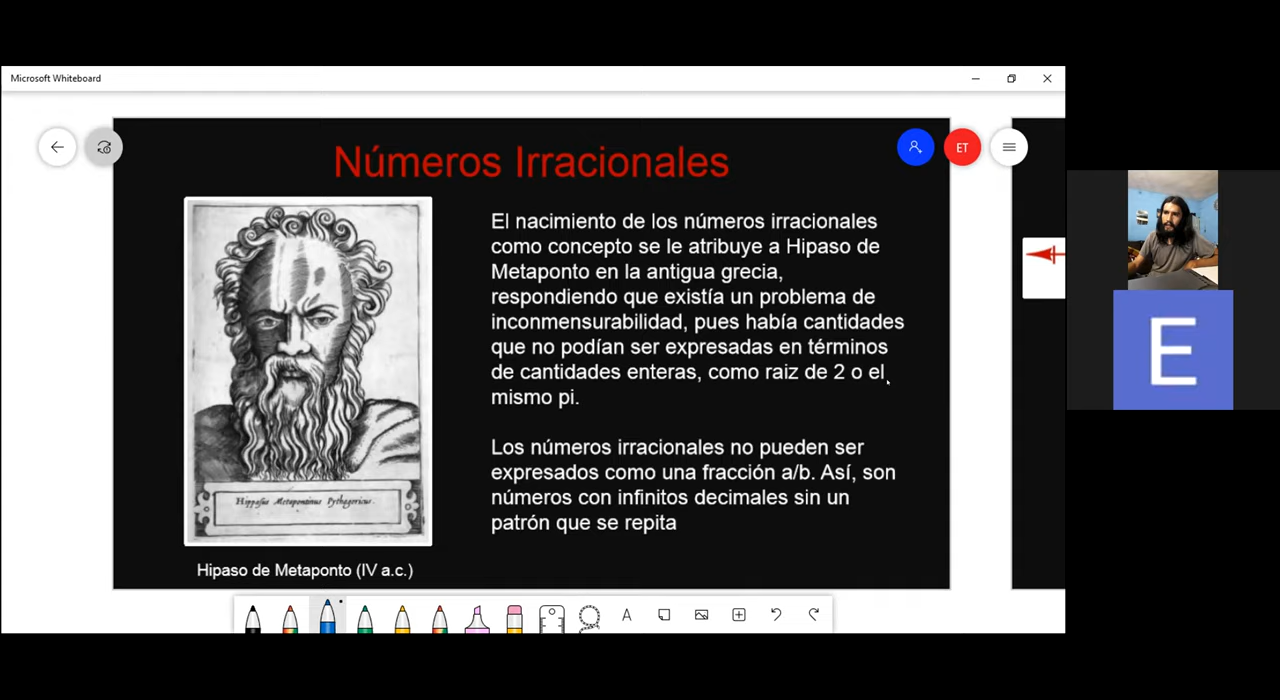 Microsoft Whiteboard
Números Irracionales
ET
El nacimiento de los números irracionales
como concepto se le atribuye a Hipaso de
Metaponto en la antigua grecia,
respondiendo que existía un problema de
inconmensurabilidad, pues había cantidades
que no podían ser expresadas en términos
de cantidades enteras, como raiz de 2 o el
mismo pi.
Los números irracionales no pueden ser
expresados como una fracción a/b. Así, son
números con infinitos decimales sin un
patrón que se repita
Hippasus Metapontinus Pythagoricus.
Hipaso de Metaponto (IV a.c.)
A
E